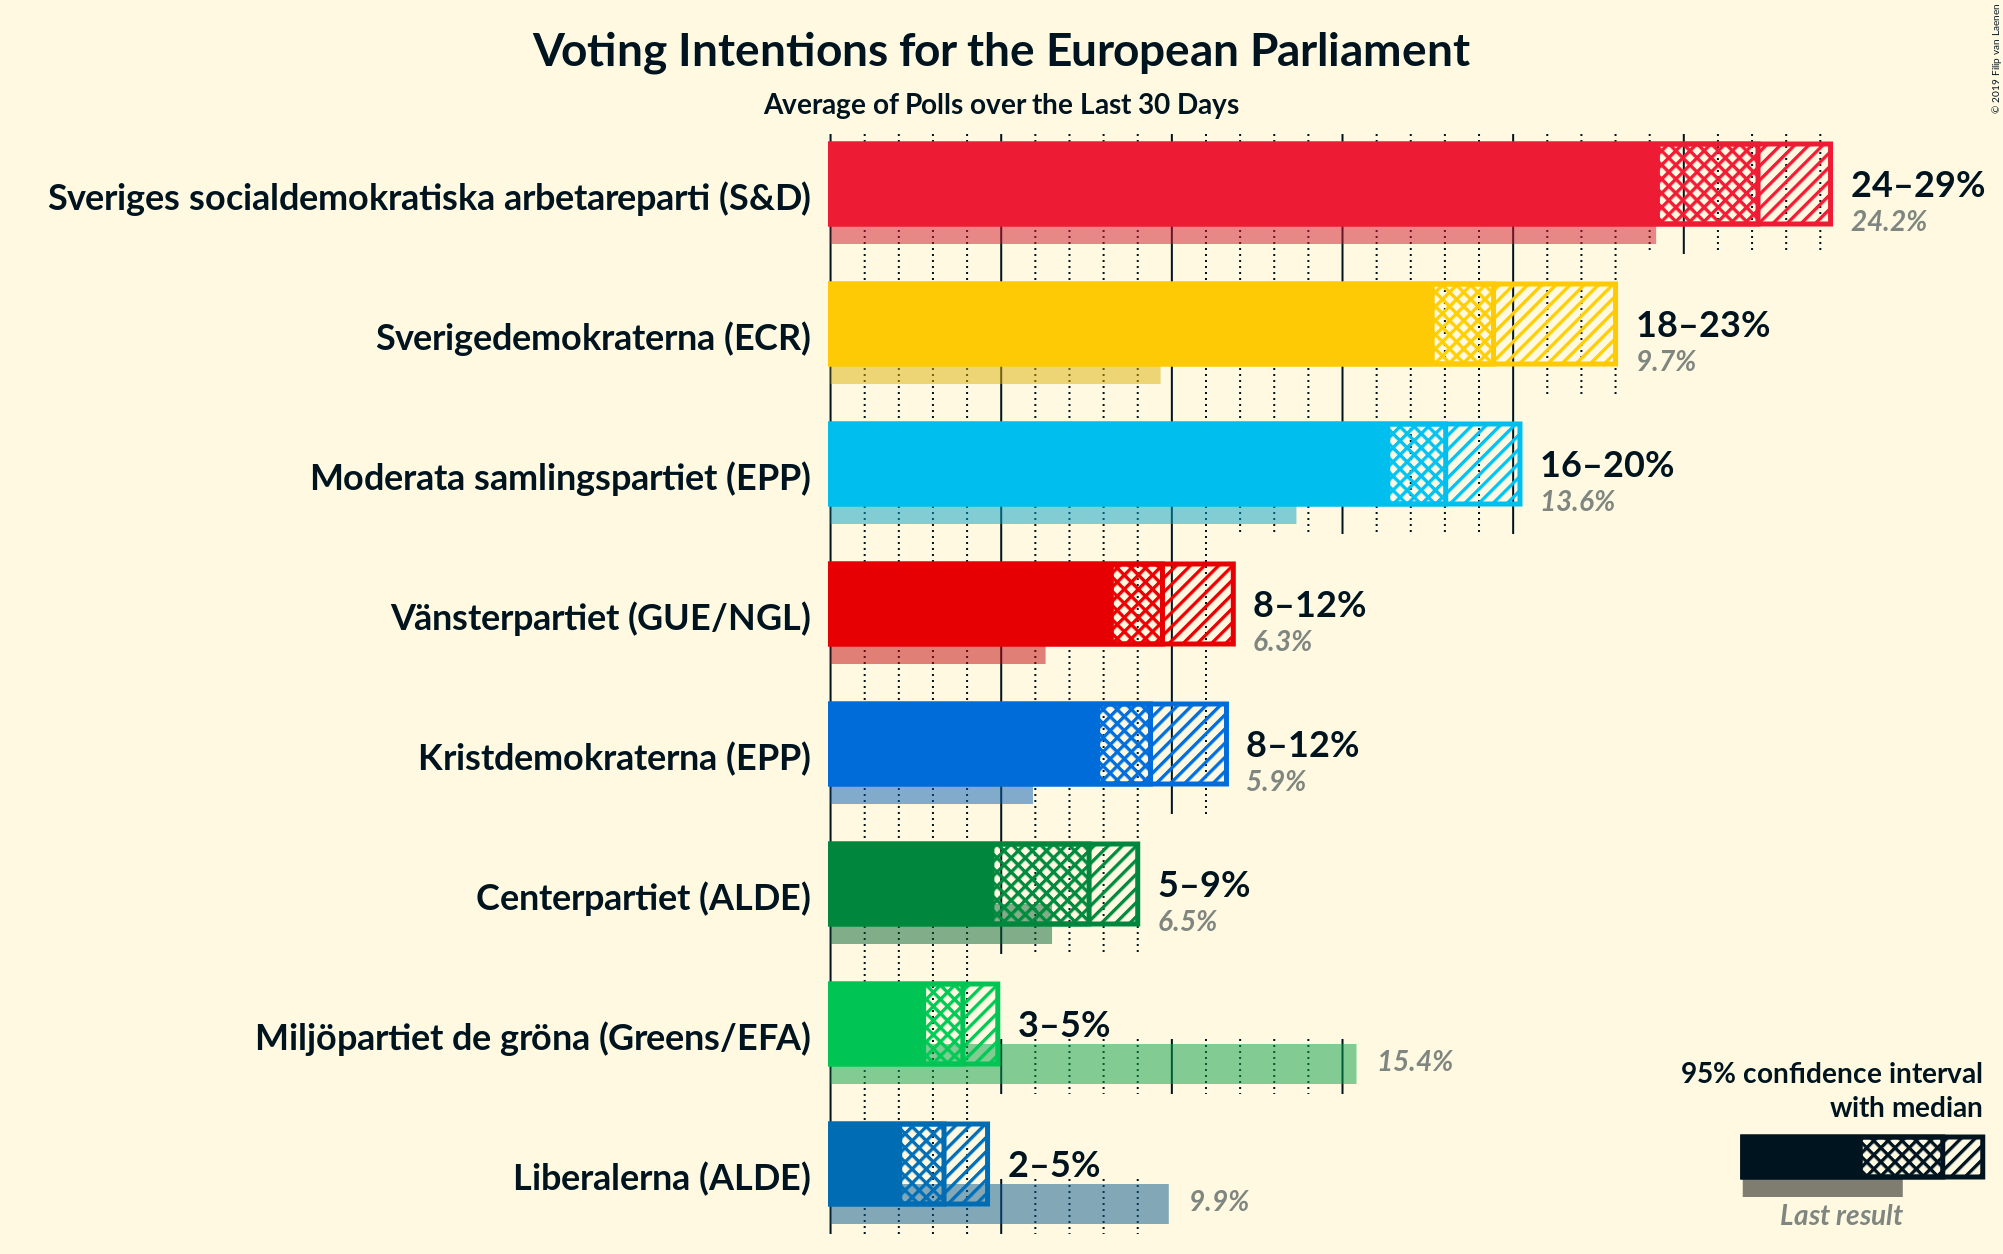 Voting Intentions for the European Parliament
Average of Polls over the Last 30 Days
© 2019 Filip van Laenen
Sveriges socialdemokratiska arbetareparti (S&D)
24–29%
24.2%
Sverigedemokraterna (ECR)
18–23%
9.7%
Moderata samlingspartiet (EPP)
16–20%
13.6%
Vänsterpartiet (GUE/NGL)
8–12%
6.3%
Kristdemokraterna (EPP)
8–12%
5.9%
Centerpartiet (ALDE)
5–9%
6.5%
Miljöpartiet de gröna (Greens/EFA)
3–5%
15.4%
Liberalerna (ALDE)
2–5%
9.9%
95% confidence interval
with median
Last result